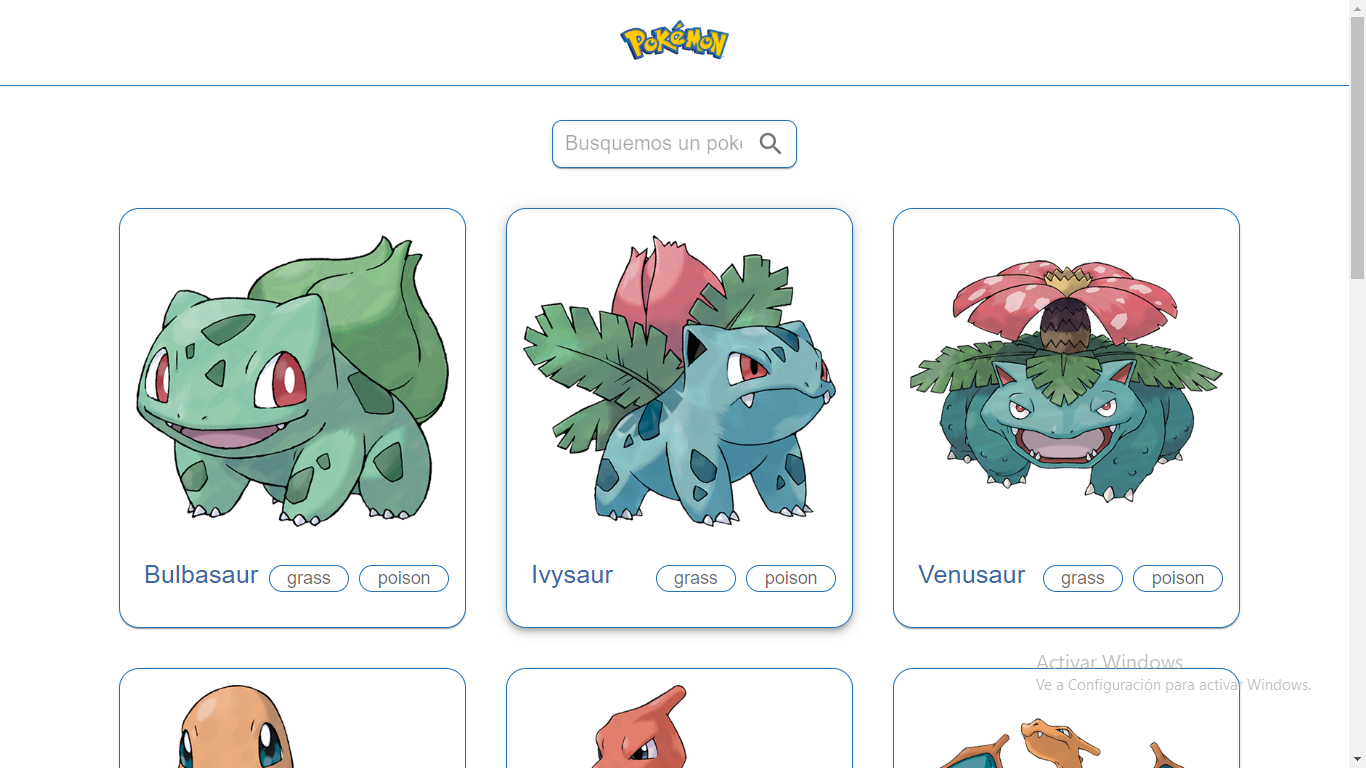 POKéMON
Busquemos un poké
Bulbasaur grass poison
Ivysaur grass poison
Venusaur grass poison
Activar Windows
Ve a Configuración para activar Windows.